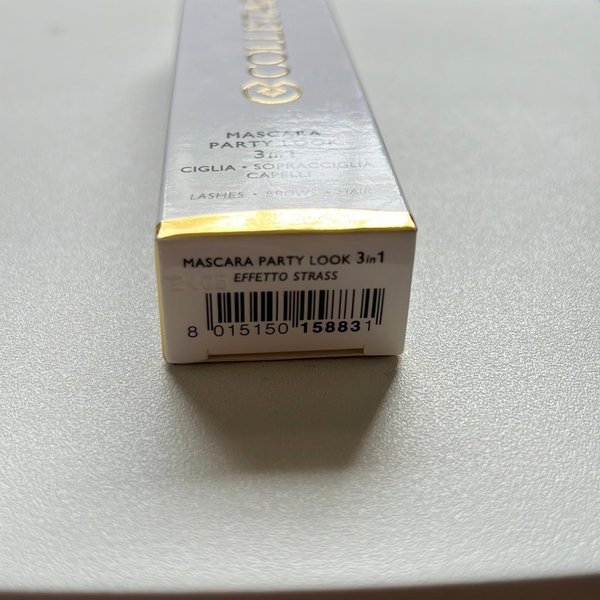 COLLISTAR
MASCARA
PARTY LOOK
3in1
CIGLIA • SOPRACCIGLIA
CAPELLI
LASHES • BROWS • HAIR
MASCARA PARTY LOOK 3in1
EFFETTO STRASS
8 015150 158831